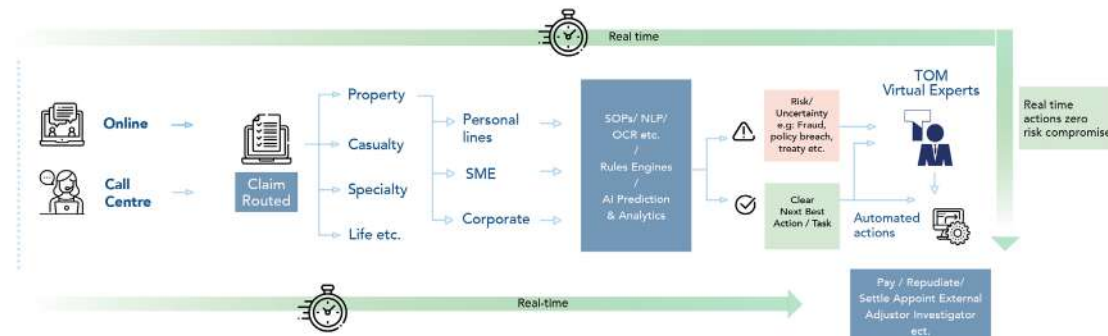 Real time
Online
Call
Centre
Claim
Routed
Property
Casualty
Specialty
Life etc.
Personal
lines
SME
Corporate
SOPs/ NLP/
OCR etc.
/
Rules Engines
/
AI Prediction
& Analytics
Risk/
Uncertainty
e.g: Fraud,
policy breach,
treaty etc.
Clear
Next Best
Action / Task
TOM
Virtual Experts
Automated
actions
Real time
actions zero
risk compromise
Real-time
Pay / Repudiate/
Settle Appoint External
Adjustor Investigator
ect.